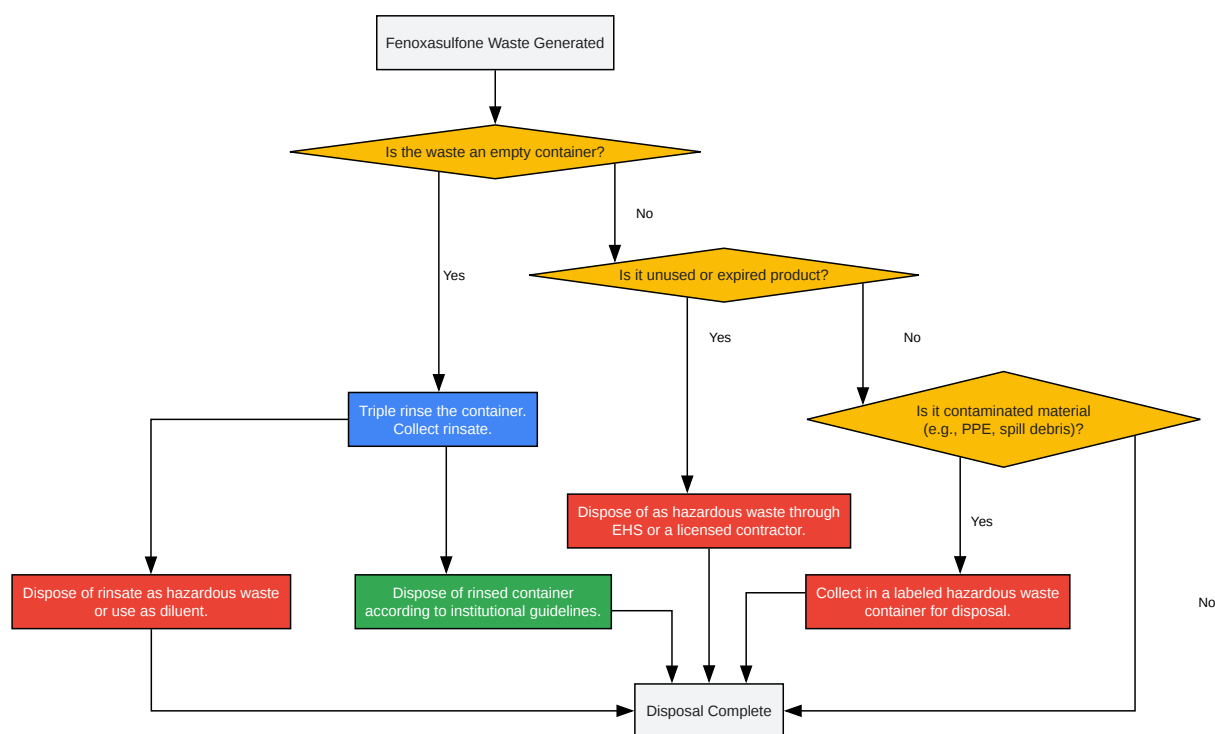 Fenoxasulfone Waste Generated
Is the waste an empty container?
No
Yes
Is it unused or expired product?
Yes
No
Is it contaminated material
(e.g., PPE, spill debris)?
Triple rinse the container.
Collect rinsate.
Dispose of as hazardous waste through
EHS or a licensed contractor.
Yes
Dispose of rinsate as hazardous waste
or use as diluent.
Dispose of rinsed container
according to institutional guidelines.
Collect in a labeled hazardous waste
container for disposal.
No
Disposal Complete